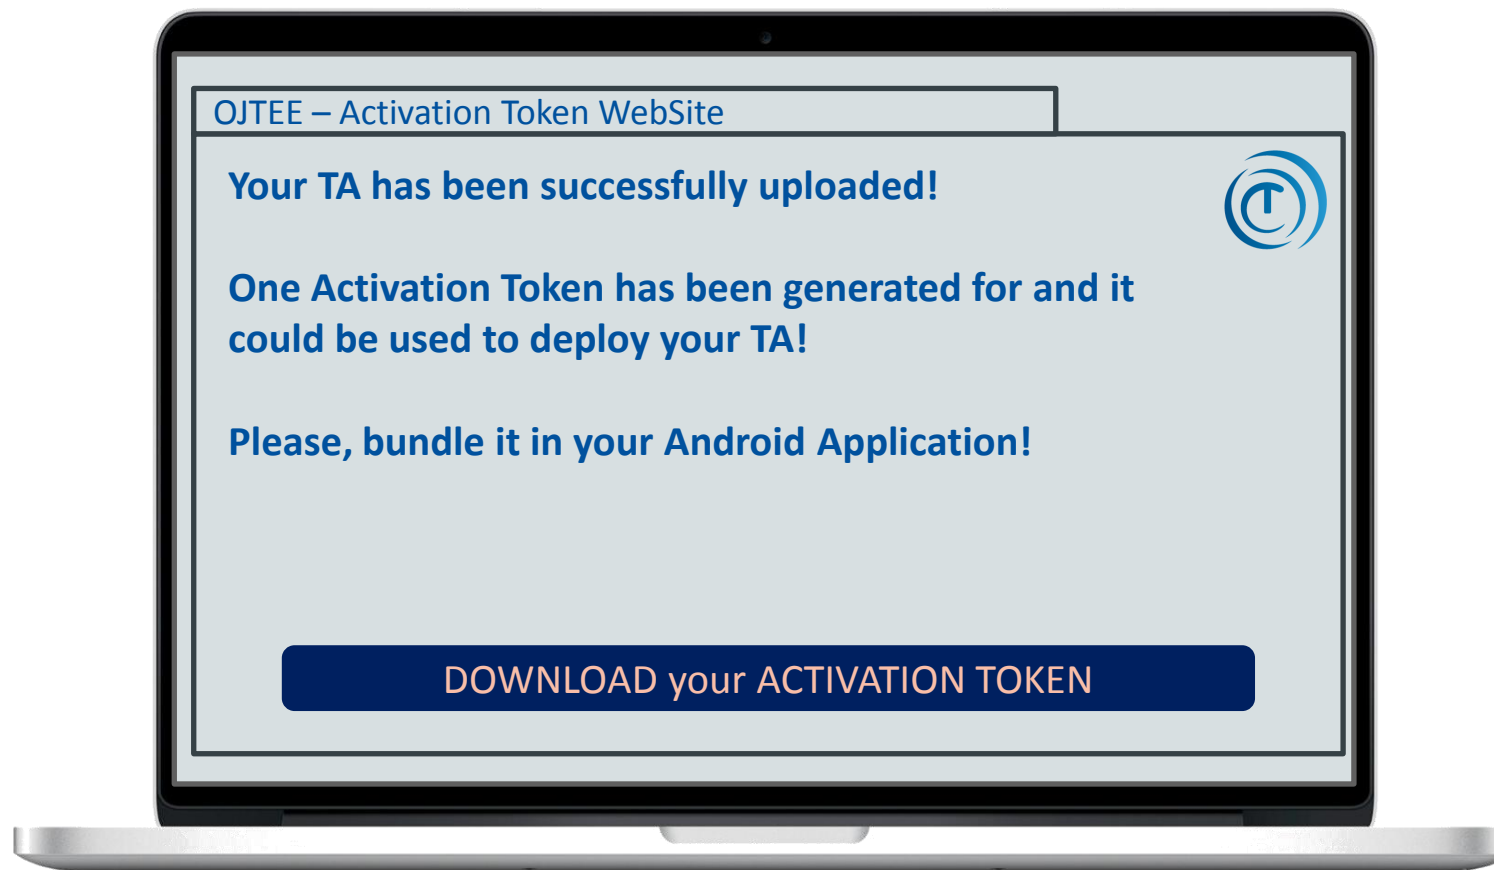 OJTEE – Activation Token WebSite
Your TA has been successfully uploaded!
One Activation Token has been generated for and it
could be used to deploy your TA!
Please, bundle it in your Android Application!
DOWNLOAD your ACTIVATION TOKEN